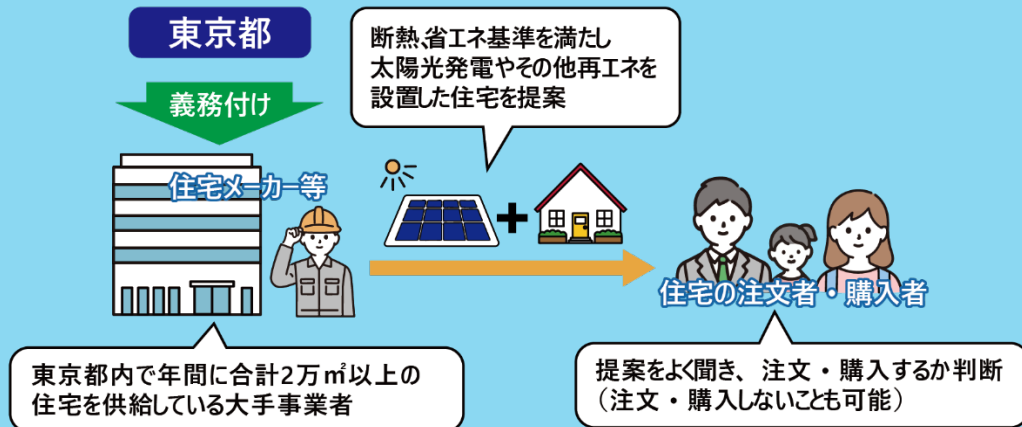 東京都
義務付け
断熱、省エネ基準を満たし
太陽光発電やその他再エネを
設置した住宅を提案
住宅メーカー等
住宅の注文者・購入者
東京都内で年間に合計2万㎡以上の
住宅を供給している大手事業者
提案をよく聞き、注文・購入するか判断
（注文・購入しないことも可能）